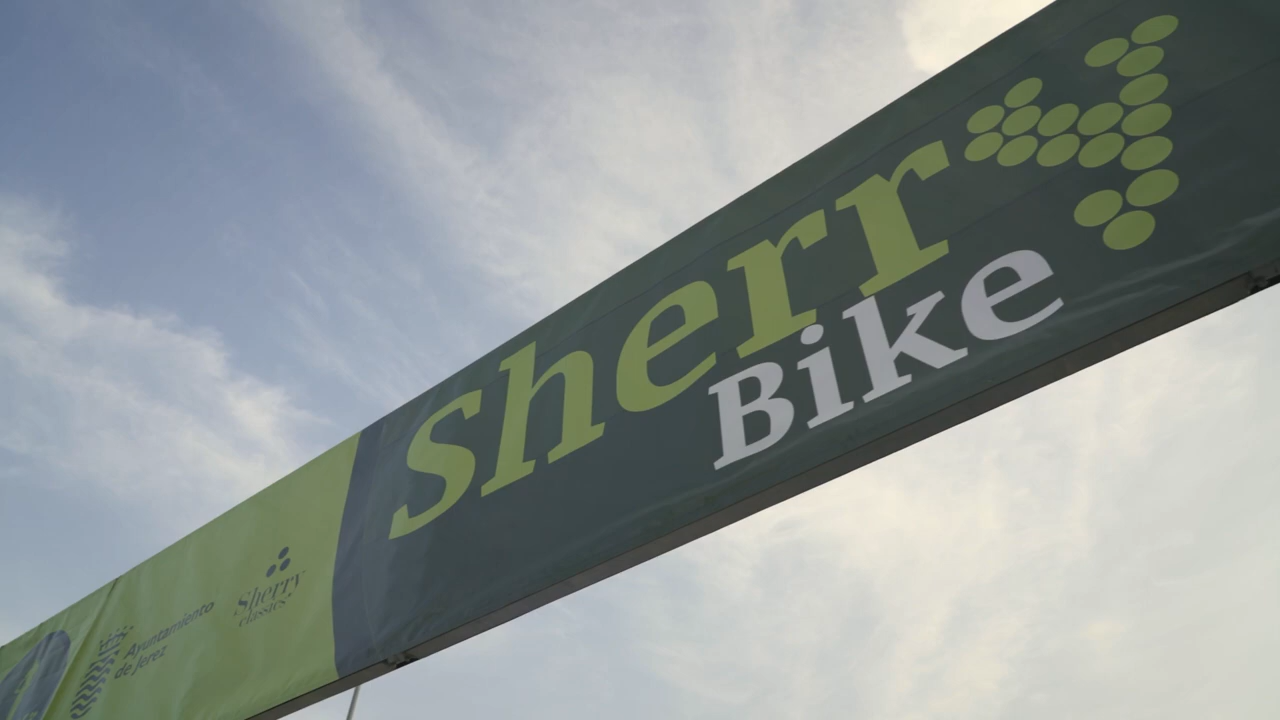 Sherr
Bike
Sherry
classics
Ayuntamiento
de Jerez